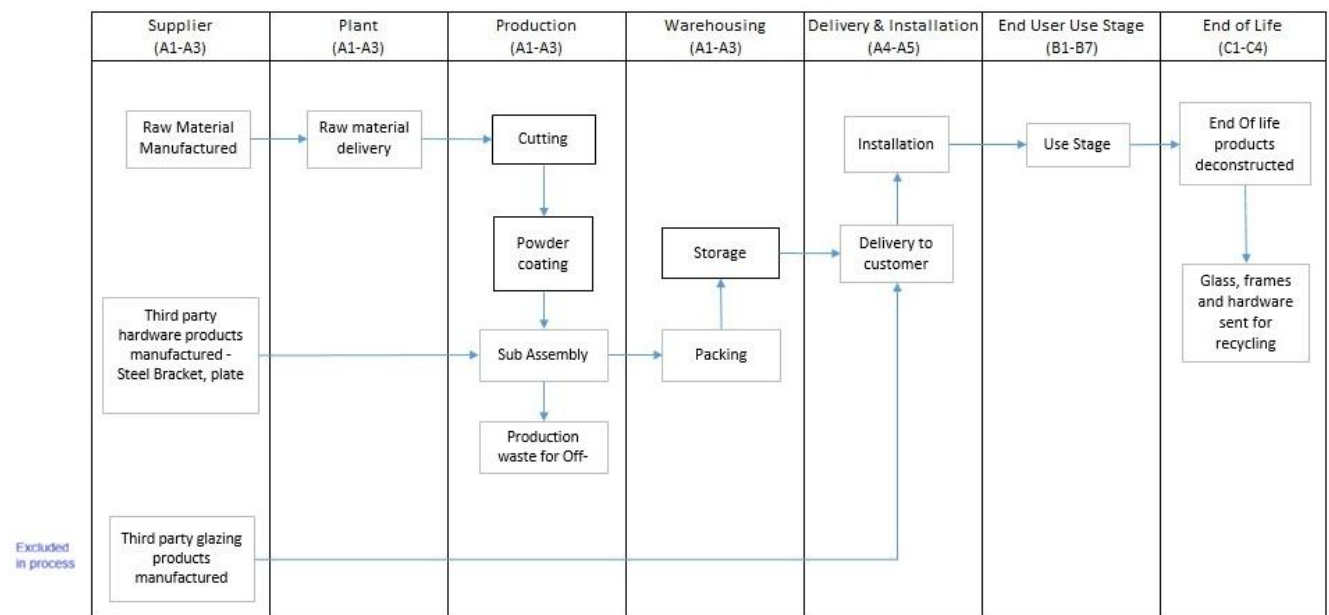 Supplier
(A1-A3)
Plant
(A1-A3)
Production
(A1-A3)
Warehousing
(A1-A3)
Delivery & Installation
(A4-A5)
End User Use Stage
(B1-B7)
End of Life
(C1-C4)
Raw Material
Manufactured
Raw material
delivery
Cutting
Installation
Use Stage
End Of life
products
deconstructed
Powder
coating
Storage
Delivery to
customer
Glass, frames
and hardware
sent for
recycling
Third party
hardware products
manufactured -
Steel Bracket, plate
Sub Assembly
Packing
Production
waste for Off-
Excluded
in process
Third party glazing
products
manufactured